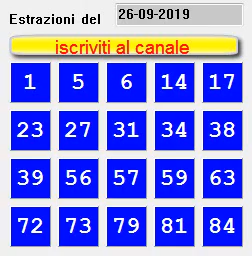 Estrazioni del 26-09-2019
iscriviti al canale
1 5 6 14 17
23 27 31 34 38
39 56 57 59 63
72 73 79 81 84